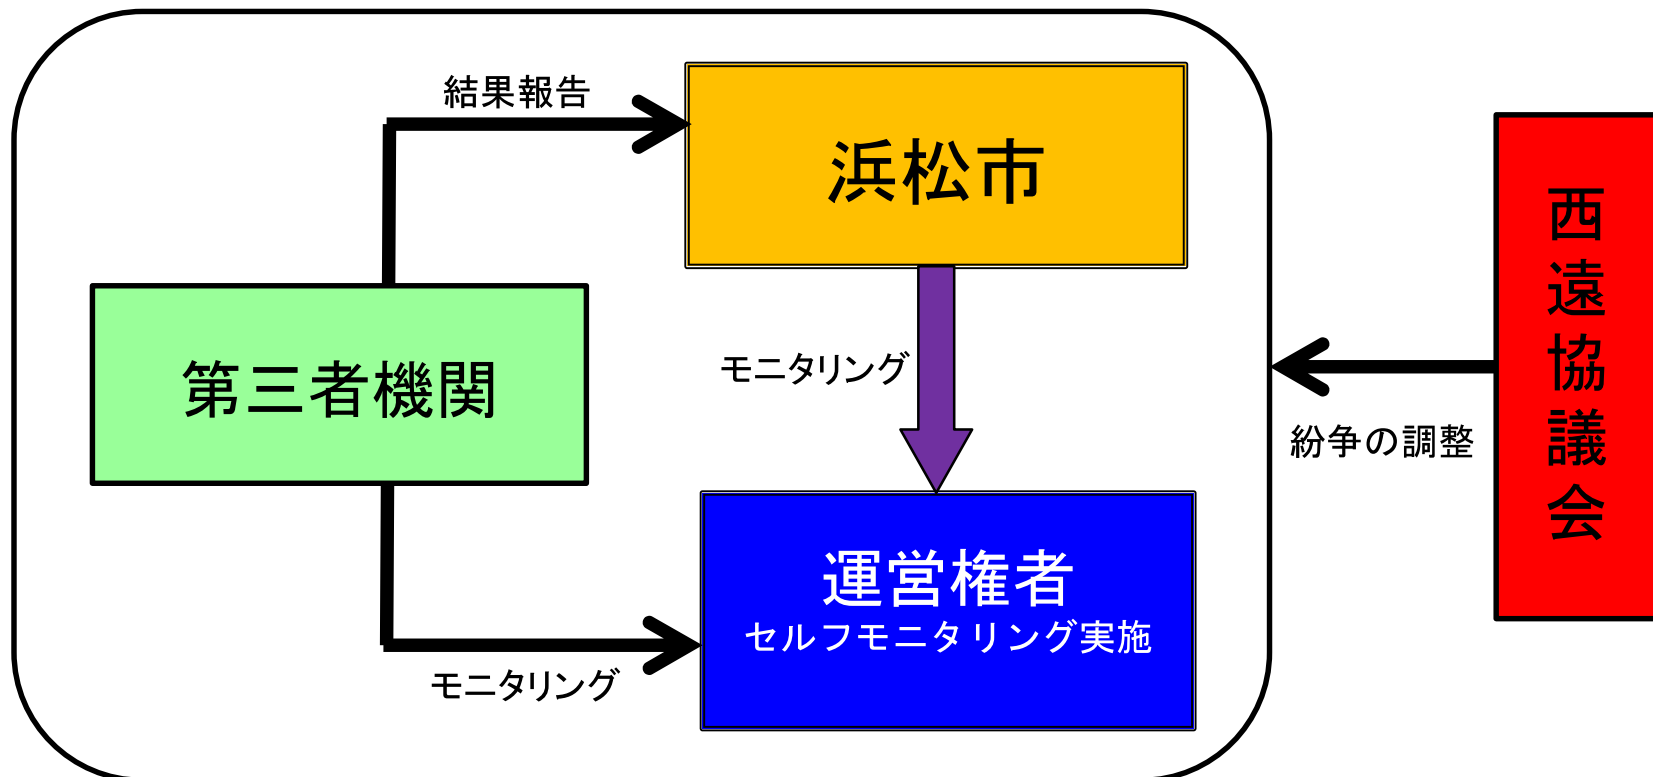 結果報告
浜松市
第三者機関
モニタリング
運営権者
セルフモニタリング実施
モニタリング
紛争の調整
西遠協議会